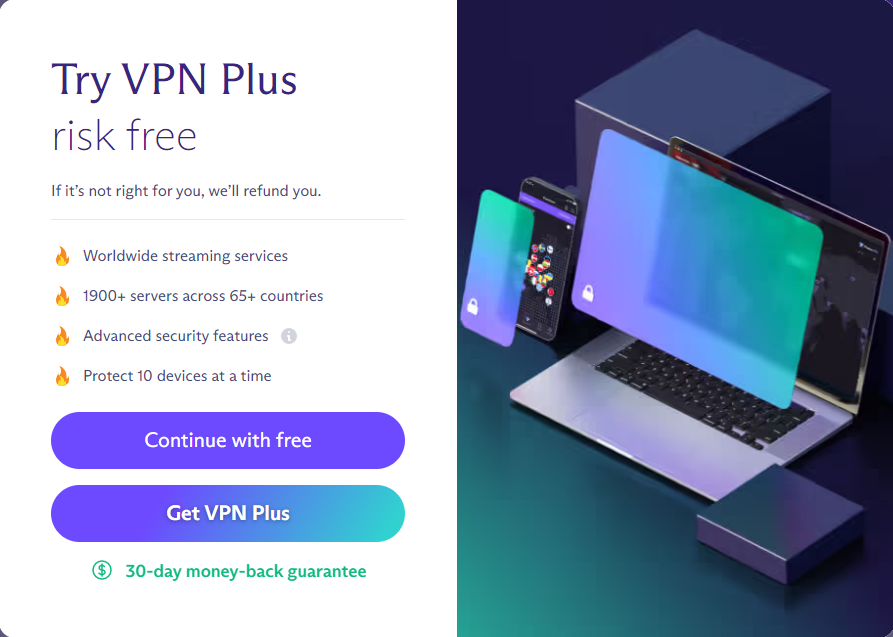 Try VPN Plus
risk free
If it's not right for you, we'll refund you.
Worldwide streaming services
1900+ servers across 65+ countries
Advanced security features
Protect 10 devices at a time
Continue with free
Get VPN Plus
30-day money-back guarantee